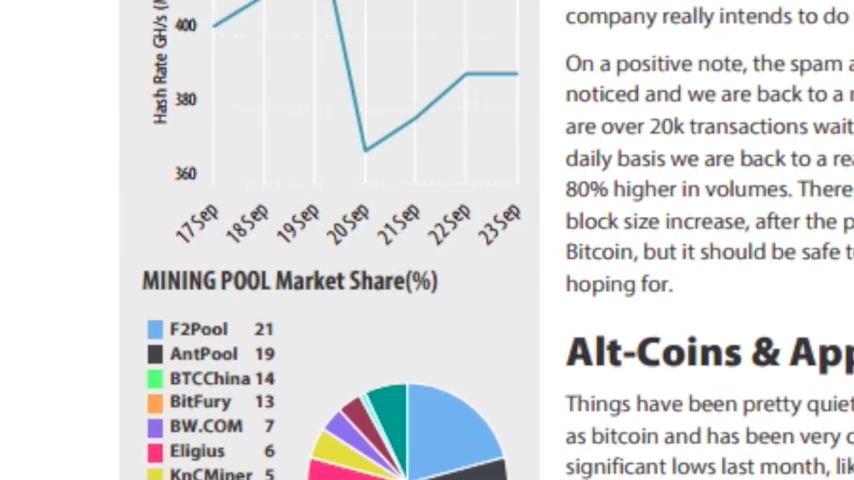 400
380
360
Hash Rate GH/s
17Sep
18Sep
19Sep
20Sep
21Sep
22Sep
23Sep
MINING POOL Market Share(%)
F2Pool 21
AntPool 19
BTCChina 14
BitFury 13
BW.COM 7
Eligius 6
KnCMiner 5
company really intends to do
On a positive note, the spam
noticed and we are back to a
are over 20k transactions wait
daily basis we are back to a
80% higher in volumes. There
block size increase, after the
Bitcoin, but it should be safe
hoping for.
Alt-Coins & App
Things have been pretty quiet
as bitcoin and has been very
significant lows last month,